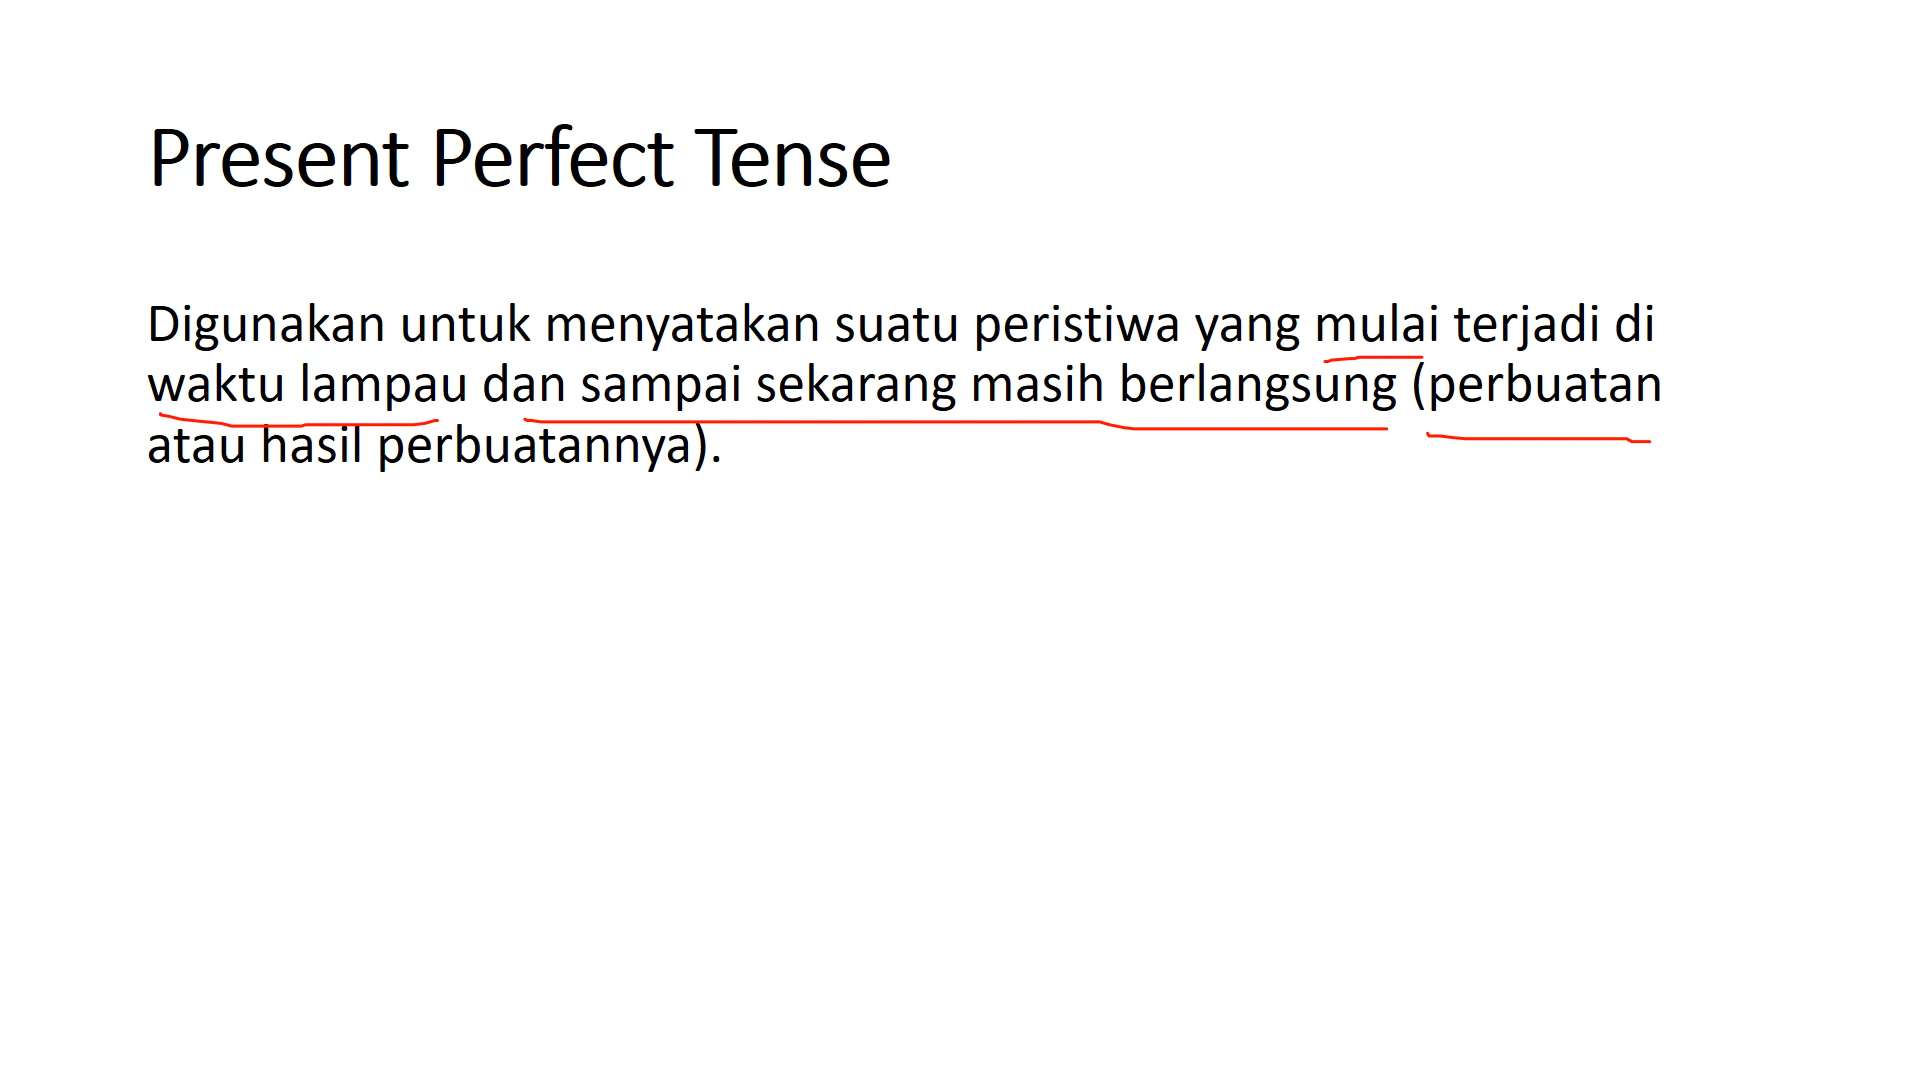 Present Perfect Tense
Digunakan untuk menyatakan suatu peristiwa yang mulai terjadi di
waktu lampau dan sampai sekarang masih berlangsung (perbuatan
atau hasil perbuatannya).